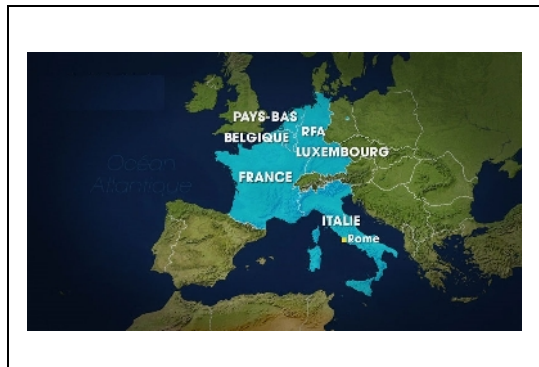 PAYS-BAS
RFA
BELGIQUE
LUXEMBOURG
Océan
Atlantique
FRANCE
ITALIE
Rome